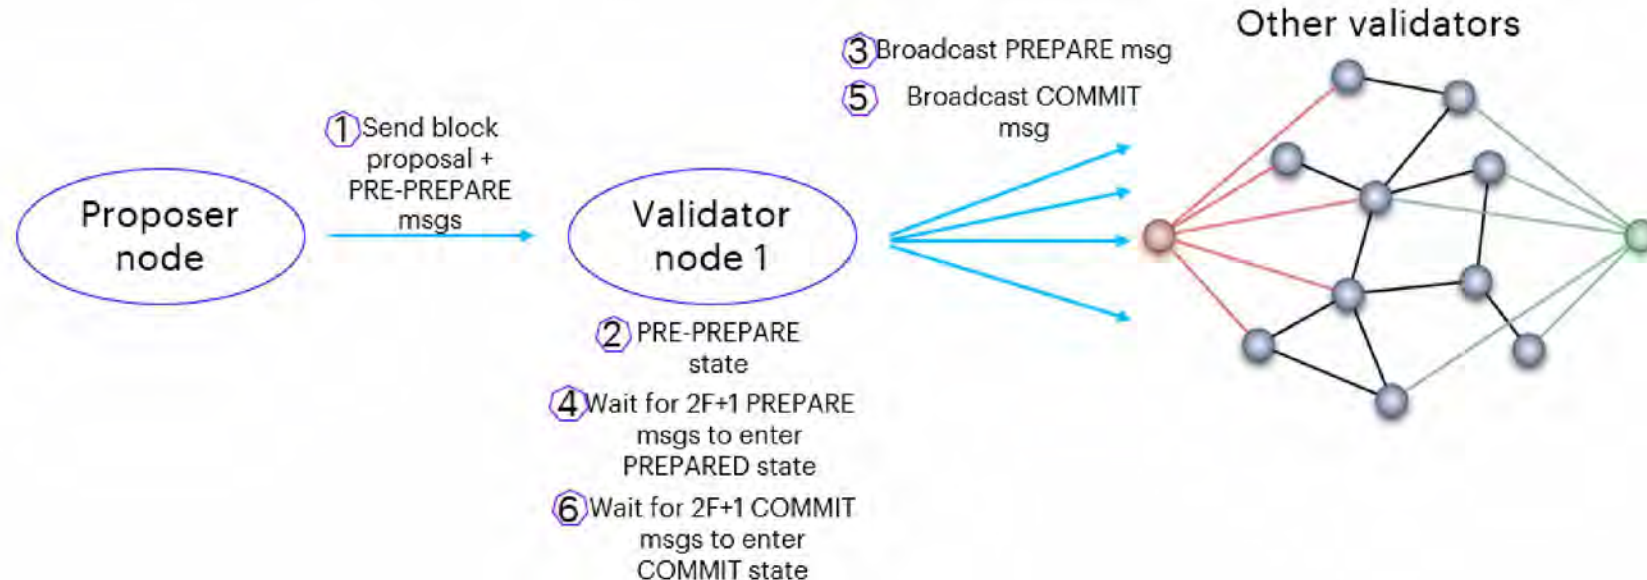 Other validators
③ Broadcast PREPARE msg
⑤ Broadcast COMMIT
msg
① Send block
proposal +
PRE-PREPARE
msgs
Proposer
node
Validator
node 1
② PRE-PREPARE
state
④ Wait for 2F+1 PREPARE
msgs to enter
PREPARED state
⑥ Wait for 2F+1 COMMIT
msgs to enter
COMMIT state